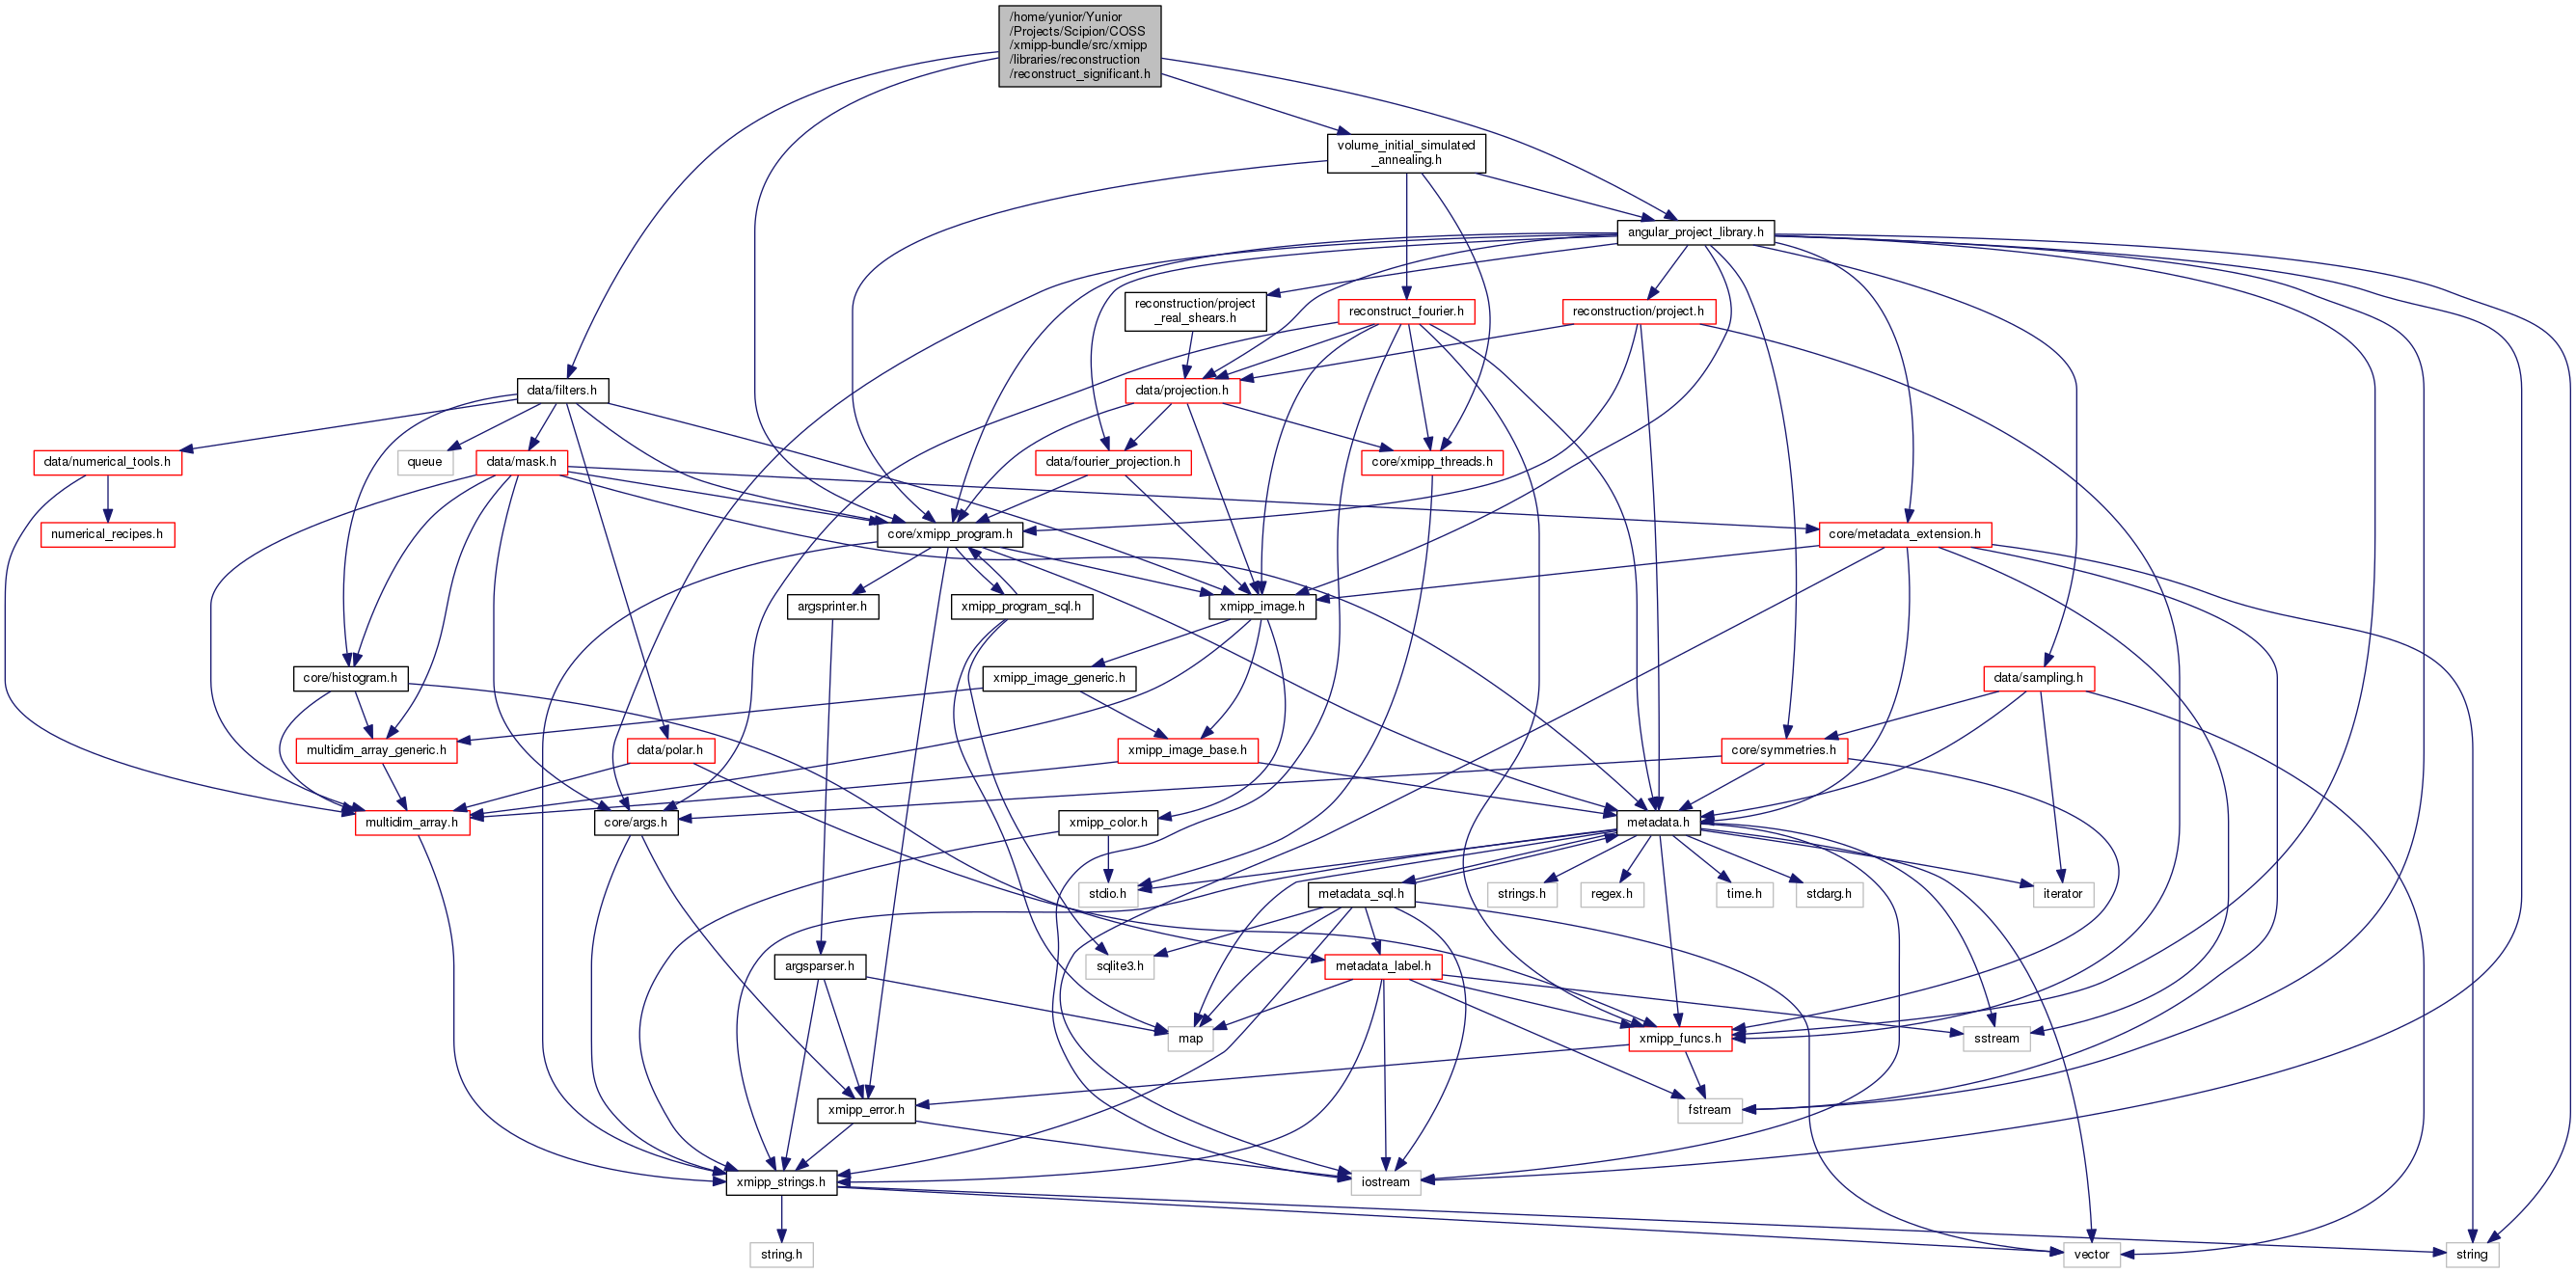 /home/yunior/Yunior
/Projects/Scipion/COSS
/xmipp-bundle/src/xmipp
/libraries/reconstruction
/reconstruct_significant.h
volume_initial_simulated
_annealing.h
angular_project_library.h
reconstruction/project
_real_shears.h
reconstruct_fourier.h
reconstruction/project.h
data/filters.h
data/projection.h
data/numerical_tools.h
queue
data/mask.h
data/fourier_projection.h
core/xmipp_threads.h
numerical_recipes.h
core/xmipp_program.h
core/metadata_extension.h
argsprinter.h
xmipp_program_sql.h
xmipp_image.h
core/histogram.h
xmipp_image_generic.h
data/sampling.h
multidim_array_generic.h
data/polar.h
xmipp_image_base.h
core/symmetries.h
multidim_array.h
core/args.h
xmipp_color.h
metadata.h
stdio.h
metadata_sql.h
strings.h
regex.h
time.h
stdarg.h
iterator
argsparser.h
sqlite3.h
metadata_label.h
map
xmipp_funcs.h
sstream
xmipp_error.h
fstream
xmipp_strings.h
iostream
string.h
vector
string